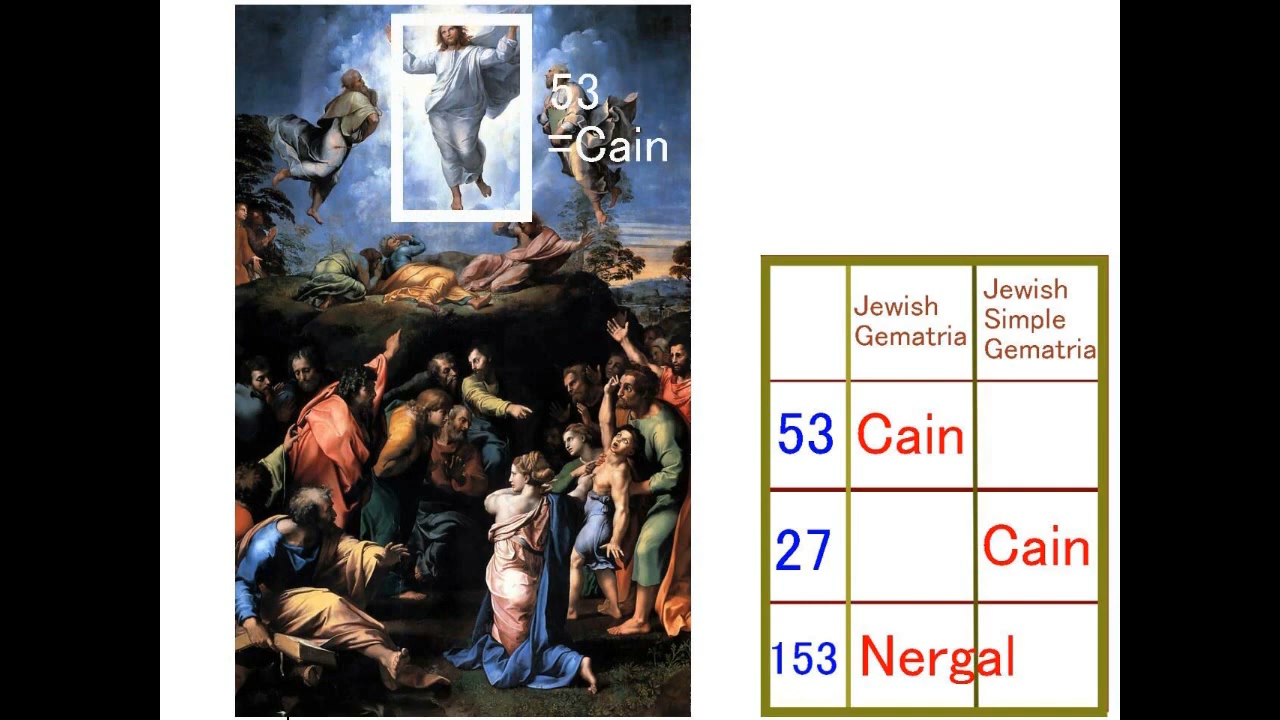 53
=Cain
Jewish
Gematria
Jewish
Simple
Gematria
53 Cain
27 Cain
153 Nergal